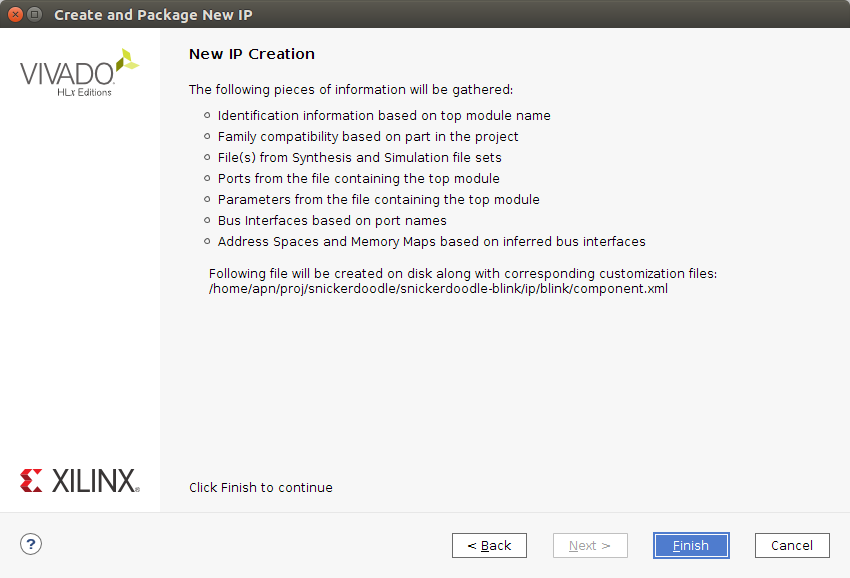 Create and Package New IP
VIVADO
HLx Editions
New IP Creation
The following pieces of information will be gathered:
Identification information based on top module name
Family compatibility based on part in the project
File(s) from Synthesis and Simulation file sets
Ports from the file containing the top module
Parameters from the file containing the top module
Bus Interfaces based on port names
Address Spaces and Memory Maps based on inferred bus interfaces
Following file will be created on disk along with corresponding customization files:
/home/apn/proj/snickerdoodle/snickerdoodle-blink/ip/blink/component.xml
XILINX®
Click Finish to continue
?
< Back
Next >
Finish
Cancel